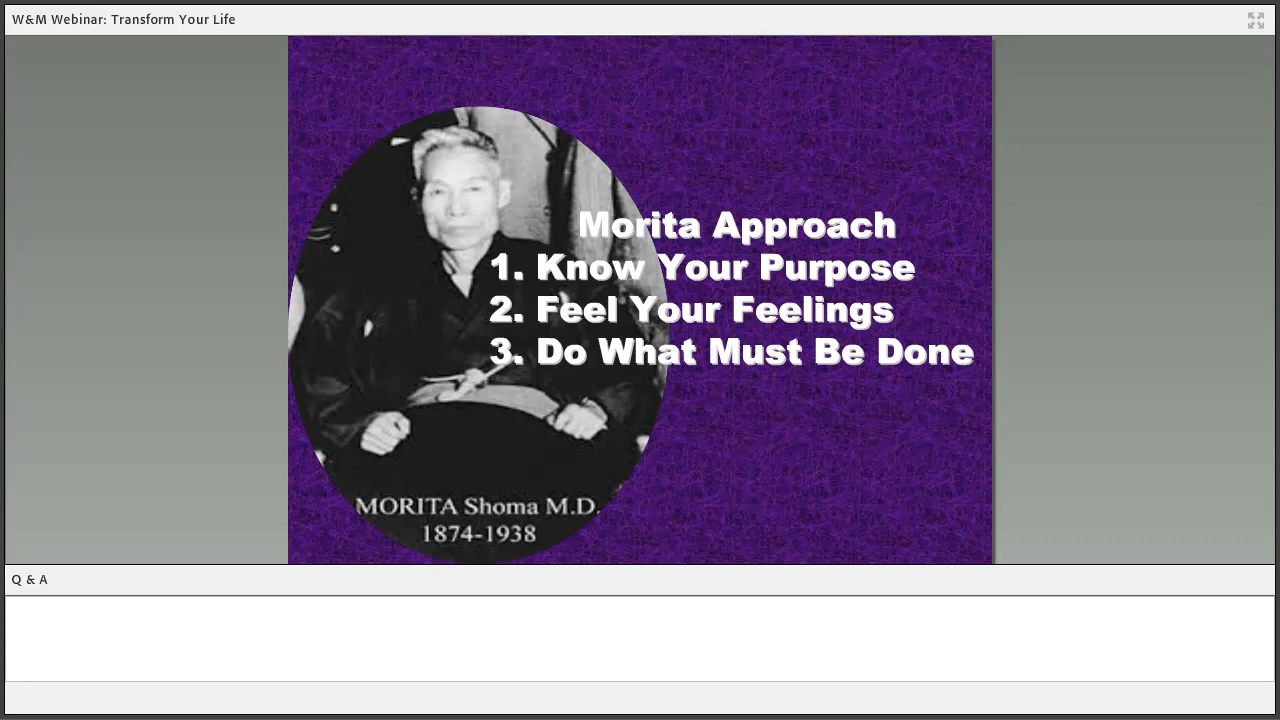 W&M Webinar: Transform Your Life
Morita Approach
1. Know Your Purpose
2. Feel Your Feelings
3. Do What Must Be Done
MORITA Shoma M.D.
1874-1938
Q & A